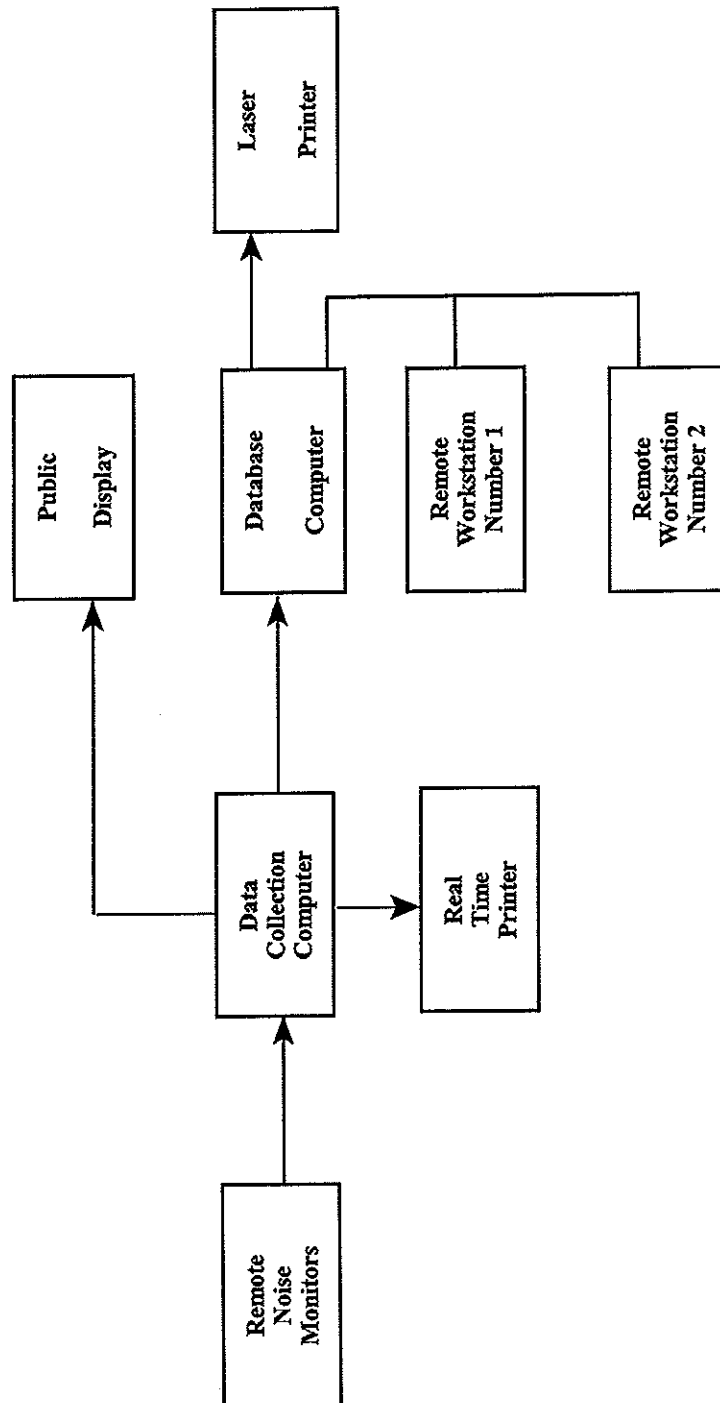 Remote
Noise
Monitors
Data
Collection
Computer
Real
Time
Printer
Public
Display
Database
Computer
Remote
Workstation
Number 1
Remote
Workstation
Number 2
Laser
Printer